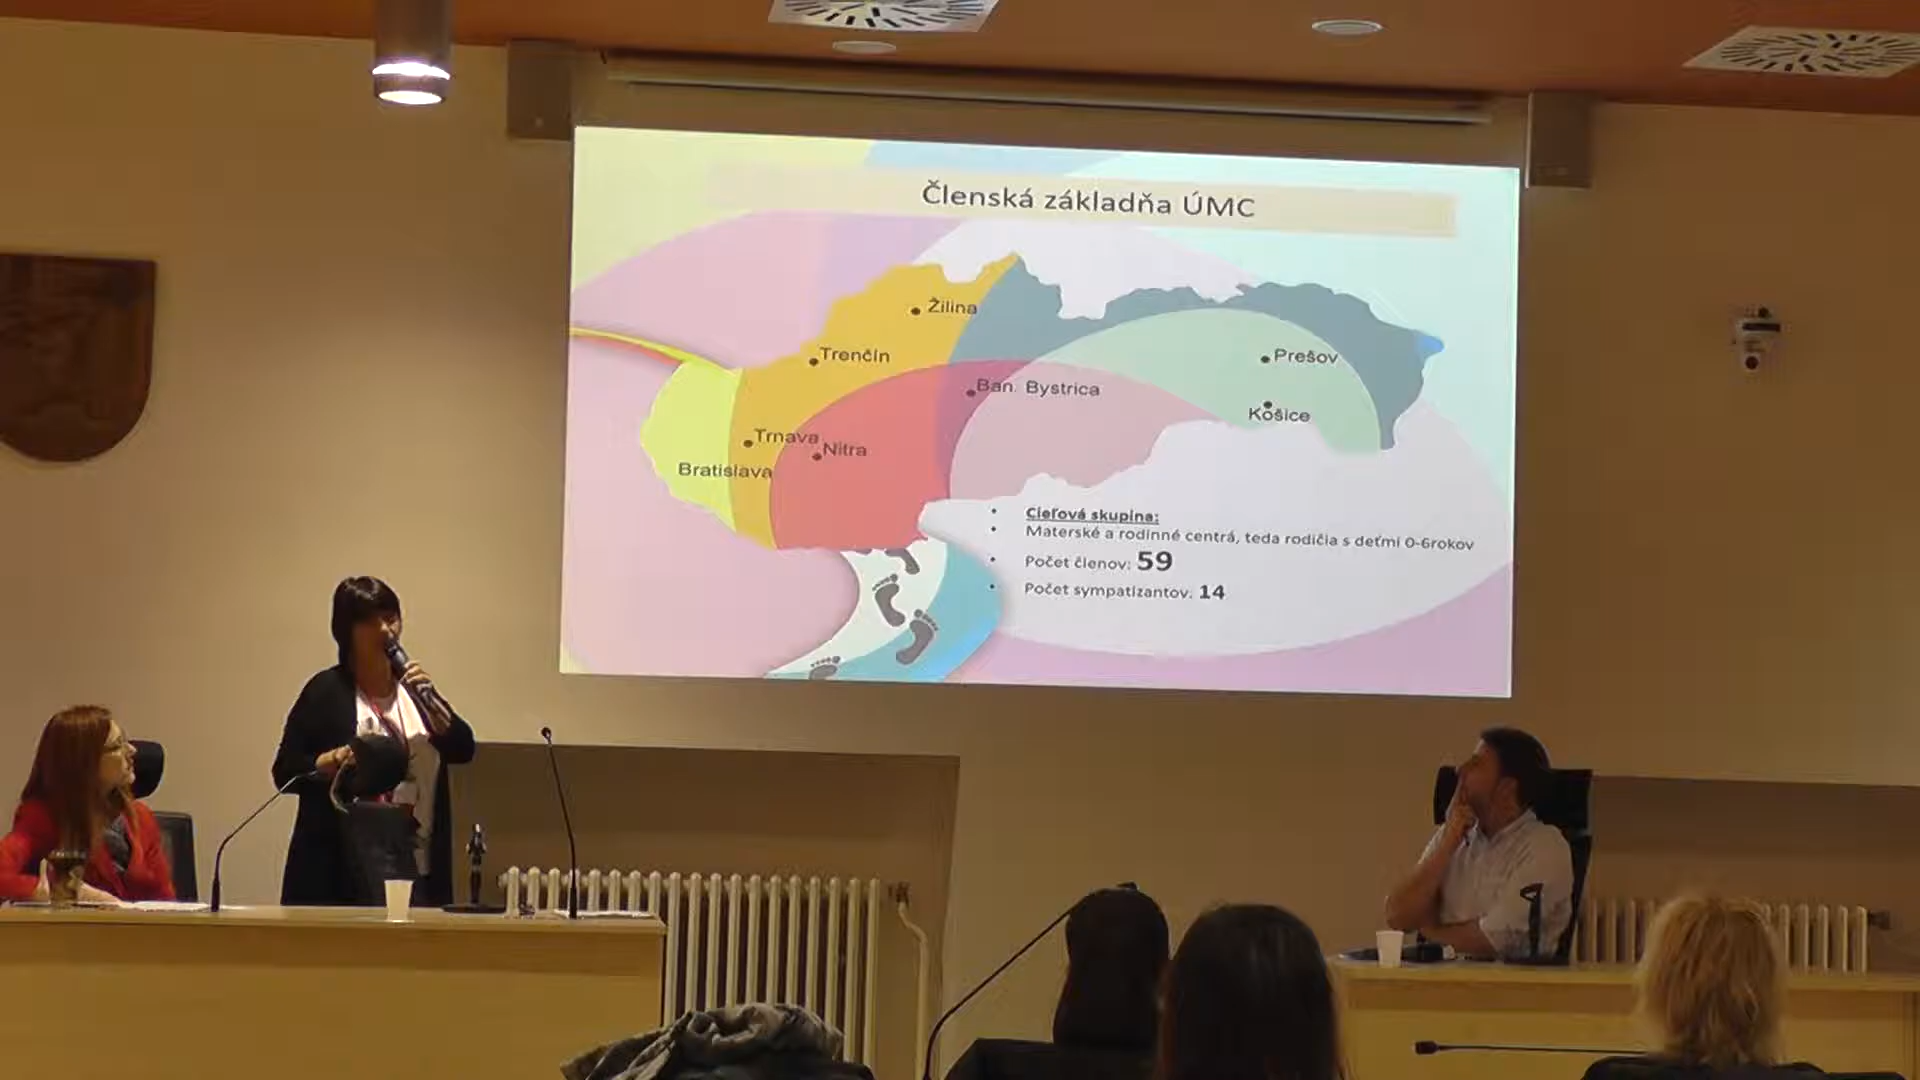 Členská základňa ÚMC
Žilina
Trenčín
Prešov
Ban. Bystrica
Košice
Trnava
Nitra
Bratislava
Cieľová skupina:
Materské a rodinné centrá, teda rodičia s deťmi 0-6rokov
Počet členov: 59
Počet sympatizantov: 14